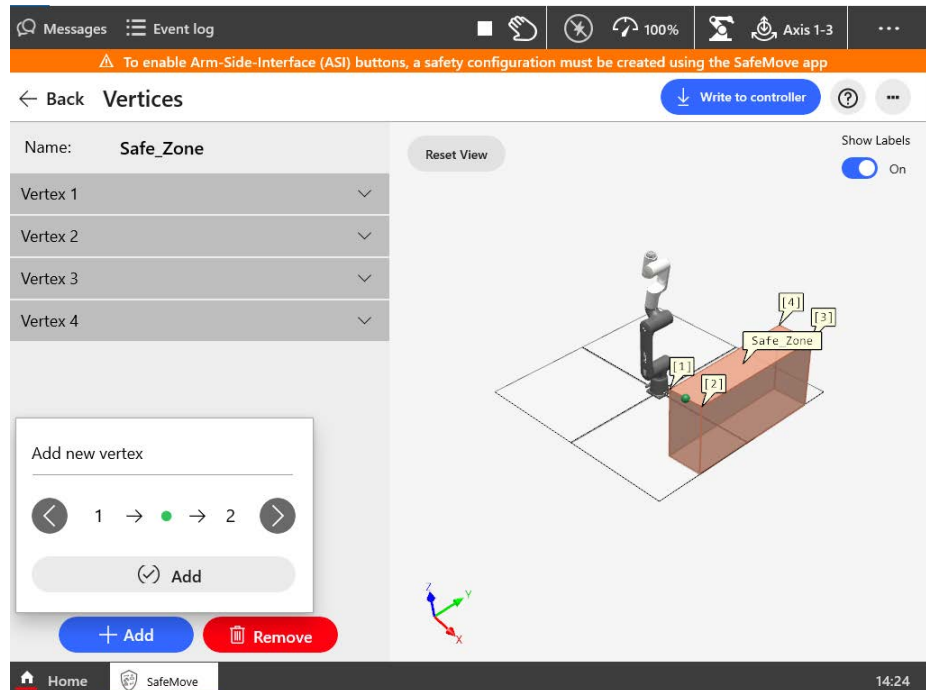 Messages Event log 100% Axis 1-3 ...
To enable Arm-Side-Interface (ASI) buttons, a safety configuration must be created using the SafeMove app
Back Vertices Write to controller ? ...
Name: Safe_Zone
Vertex 1
Vertex 2
Vertex 3
Vertex 4
Add new vertex
1 → → 2
Add
Add Remove
Reset View
Show Labels
On
[4]
[3]
Safe_Zone
[1]
[2]
Z
Y
X
Home SafeMove 14:24